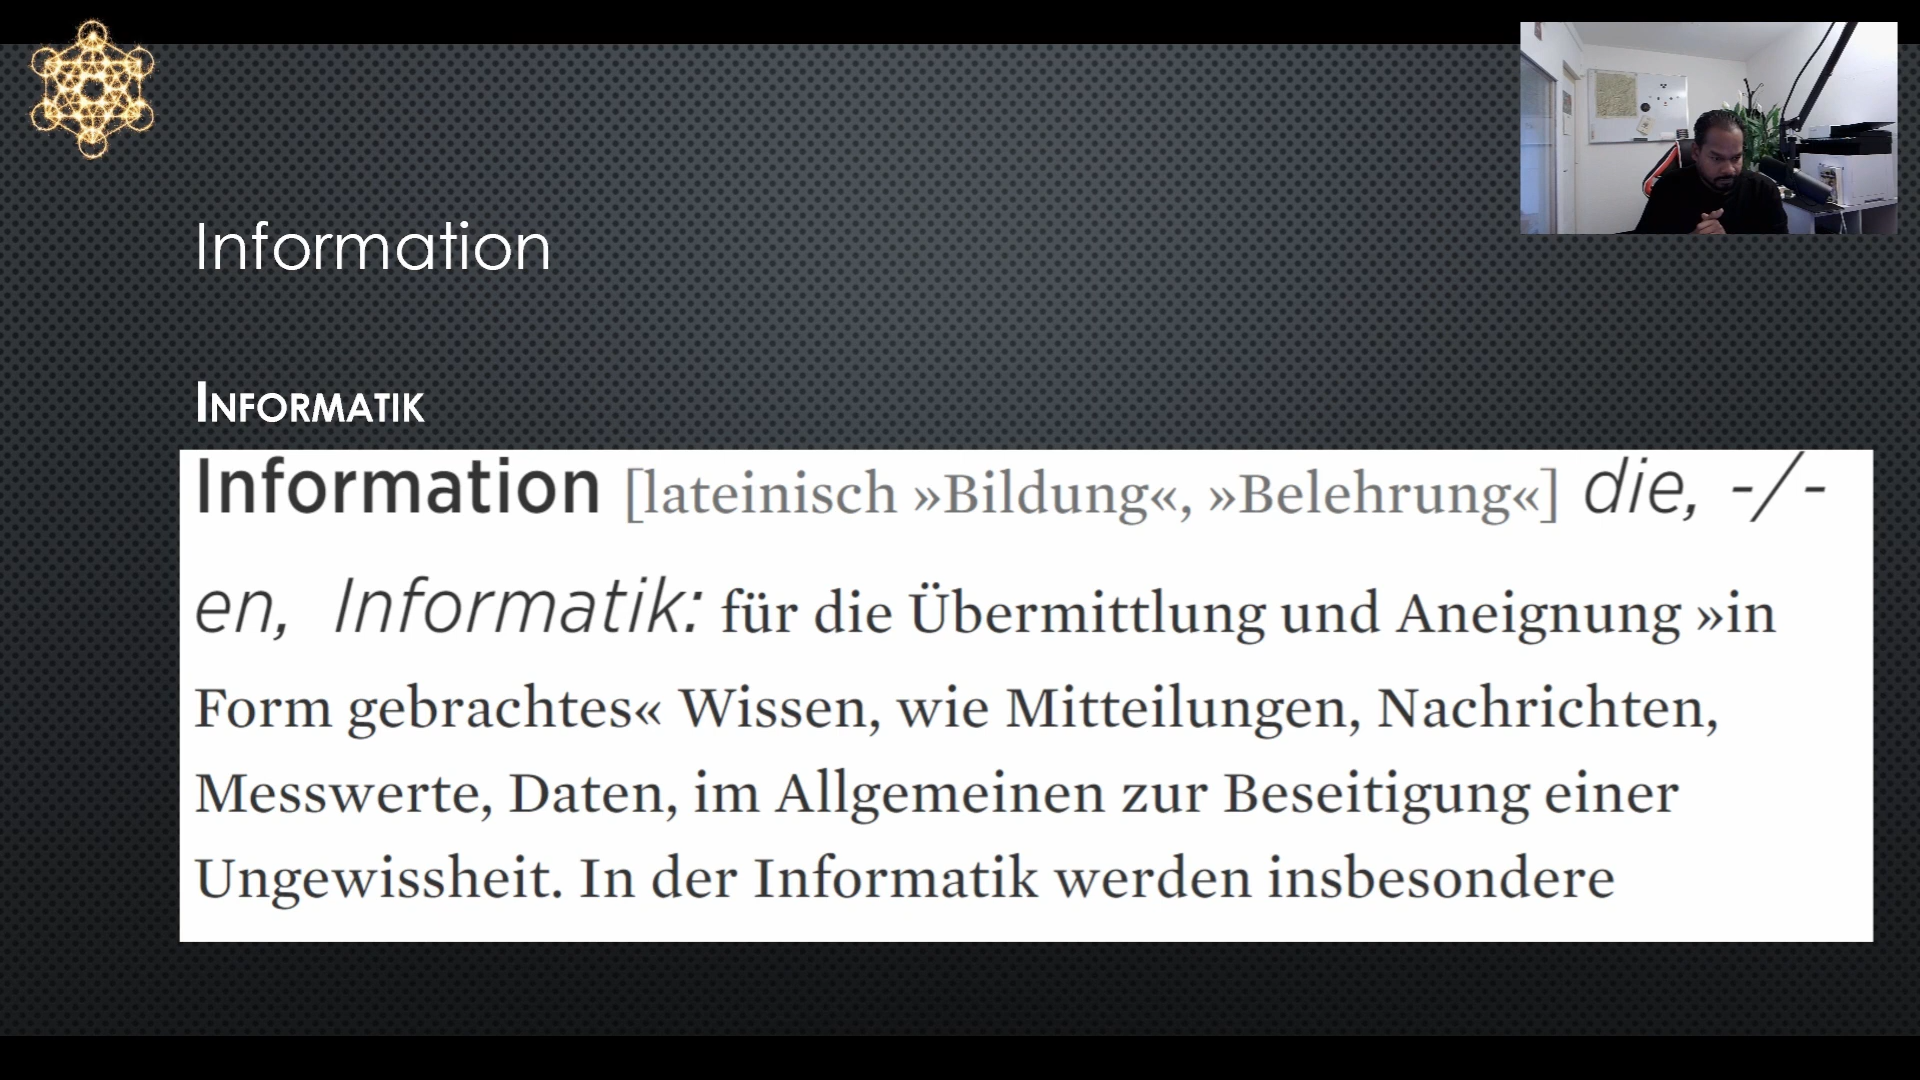 Information
INFORMATIK
Information [lateinisch »Bildung«, »Belehrung«] die, -/-
en, Informatik: für die Übermittlung und Aneignung »in
Form gebrachtes« Wissen, wie Mitteilungen, Nachrichten,
Messwerte, Daten, im Allgemeinen zur Beseitigung einer
Ungewissheit. In der Informatik werden insbesondere